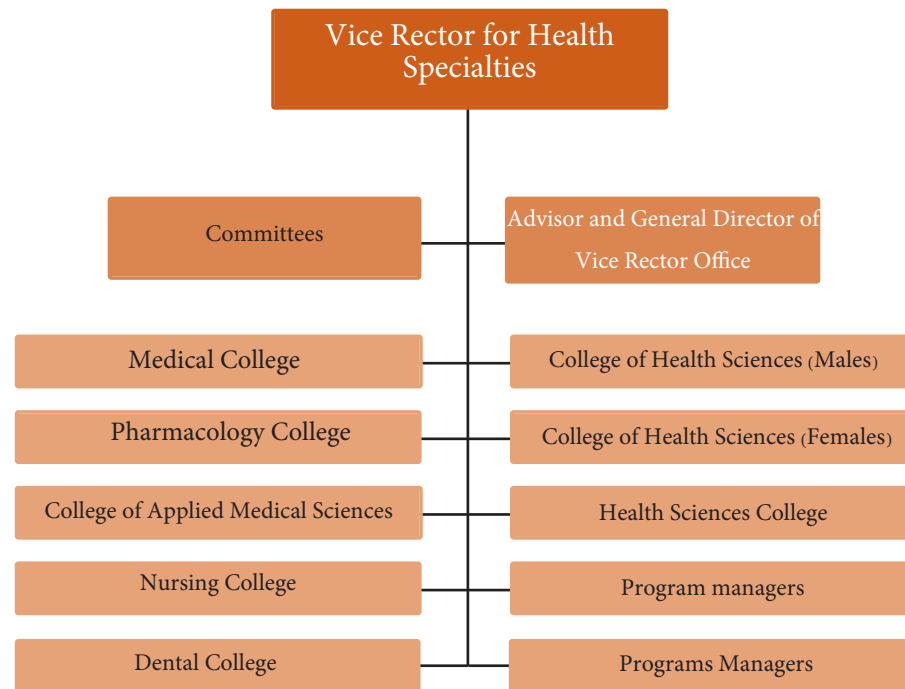 Vice Rector for Health
Specialties
Committees
Advisor and General Director of
Vice Rector Office
Medical College
College of Health Sciences (Males)
Pharmacology College
College of Health Sciences (Females)
College of Applied Medical Sciences
Health Sciences College
Nursing College
Program managers
Dental College
Programs Managers